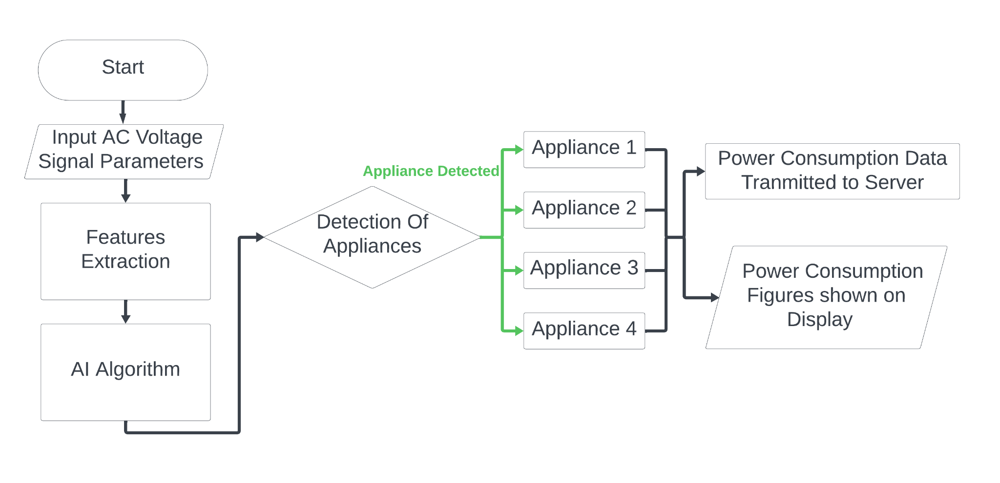 Start
Input AC Voltage
Signal Parameters
Features
Extraction
AI Algorithm
Appliance Detected
Detection Of
Appliances
Appliance 1
Appliance 2
Appliance 3
Appliance 4
Power Consumption Data
Tranmitted to Server
Power Consumption
Figures shown on
Display